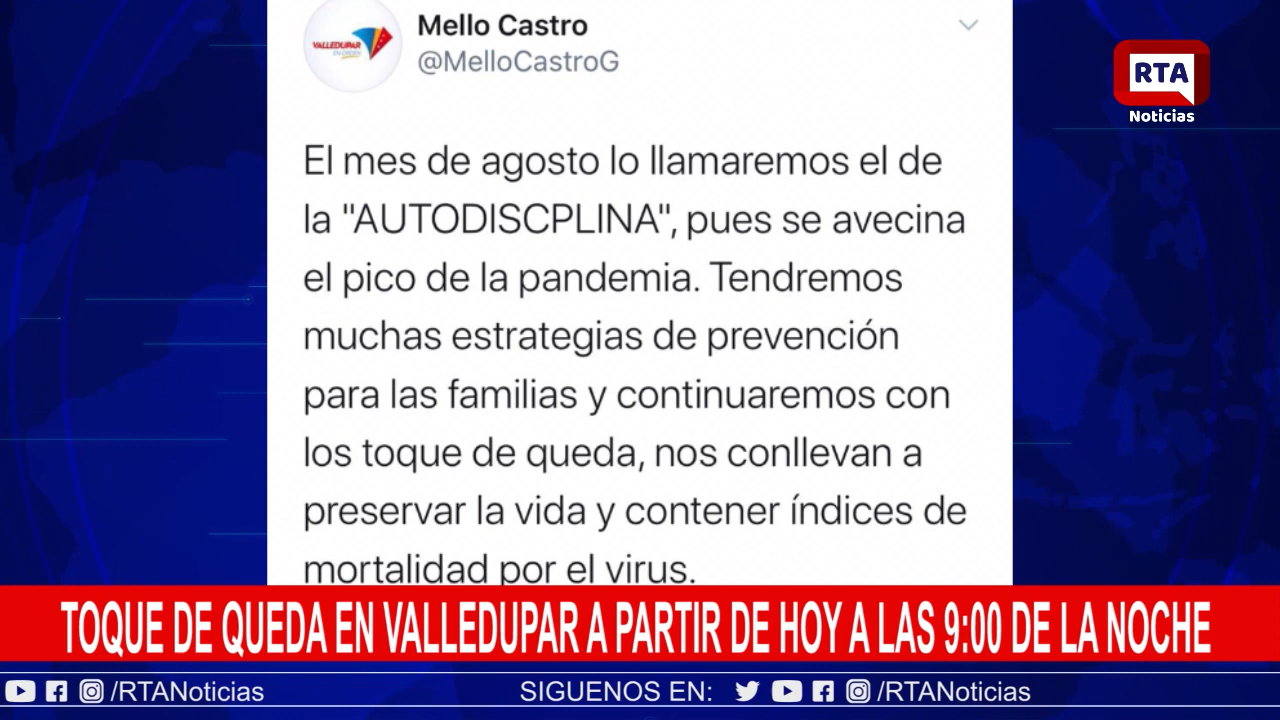 Mello Castro
@MelloCastroG
VALLEDUPAR
EN ORDEN
RTA
Noticias
El mes de agosto lo llamaremos el de
la "AUTODISCPLINA", pues se avecina
el pico de la pandemia. Tendremos
muchas estrategias de prevención
para las familias y continuaremos con
los toque de queda, nos conllevan a
preservar la vida y contener índices de
mortalidad por el virus.
TOQUE DE QUEDA EN VALLEDUPAR A PARTIR DE HOY A LAS 9:00 DE LA NOCHE
/RTANoticias SIGUENOS EN: /RTANoticias